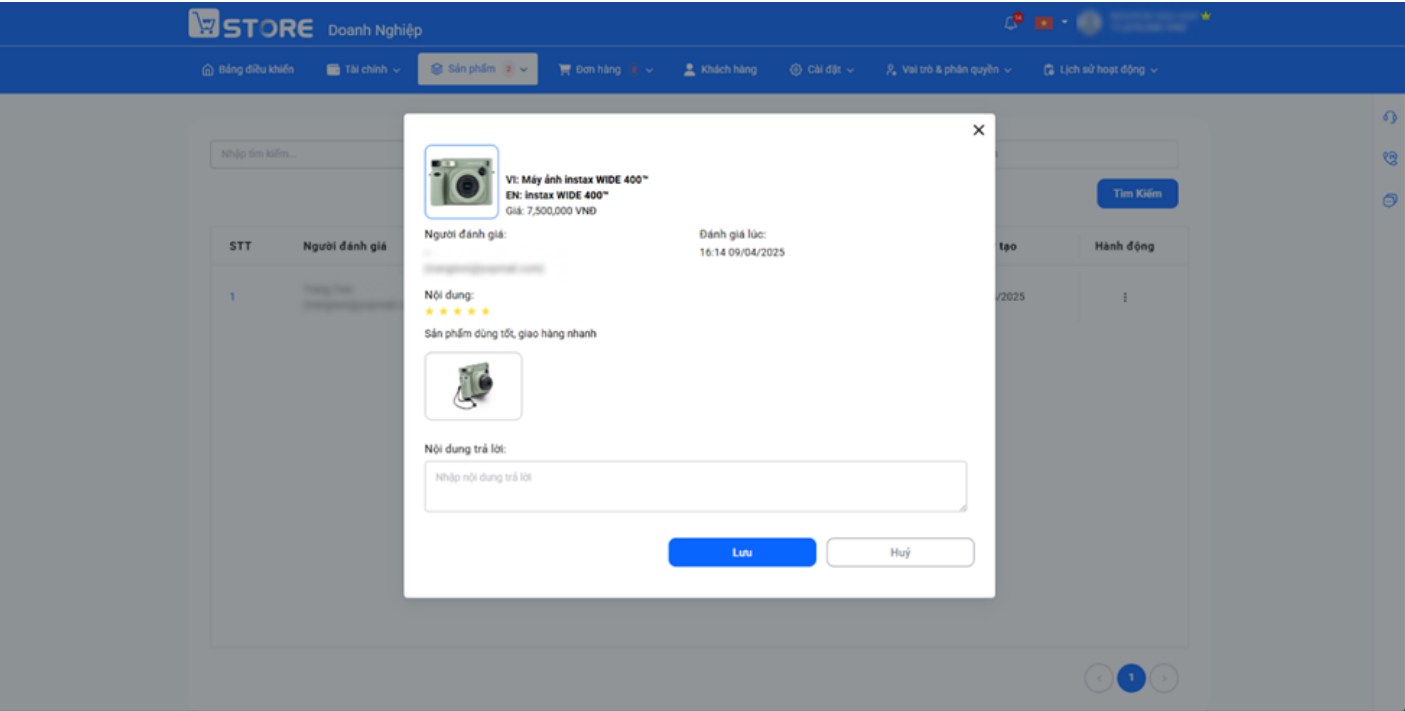 STORE Doanh Nghiệp
Bảng điều khiển Tài chính Sản phẩm 2 Đơn hàng Khách hàng Cài đặt Vai trò & phân quyền Lịch sử hoạt động
Nhập tìm kiếm...
Tìm Kiếm
STT Người đánh giá tạo Hành động
1 /2025
VI: Máy ảnh instax WIDE 400™
EN: instax WIDE 400™
Giá: 7,500,000 VNĐ
Người đánh giá: Đánh giá lúc:
16:14 09/04/2025
Nội dung:
Sản phẩm dùng tốt, giao hàng nhanh
Nội dung trả lời:
Nhập nội dung trả lời
Lưu Huỷ
1